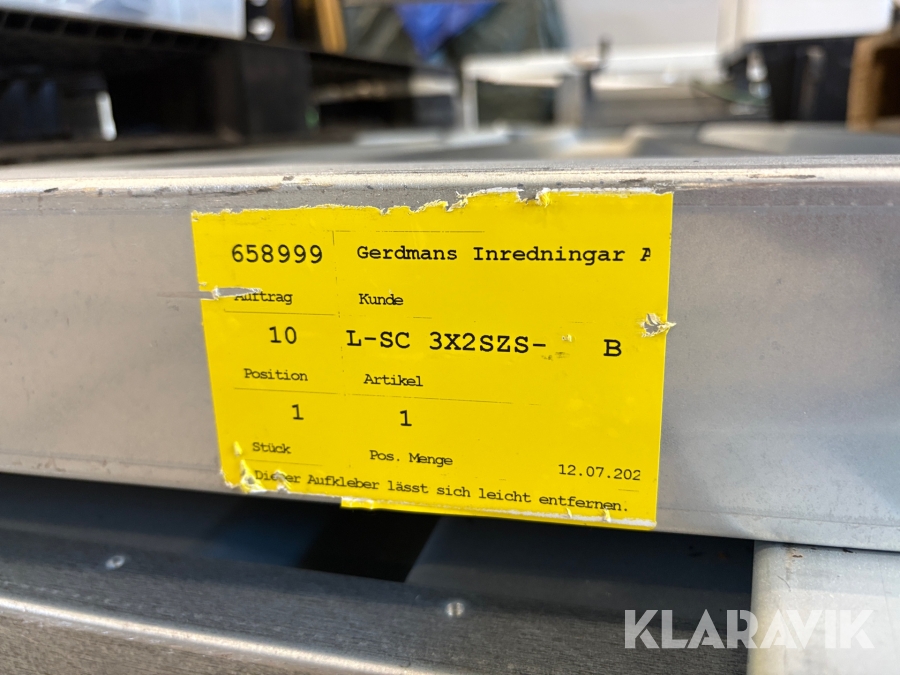 658999 Gerdmans Inredningar A
Auftrag Kunde
10 L-SC 3X2SZS- B
Position Artikel
1 1
Stück Pos. Menge 12.07.202
Dieser Aufkleber lässt sich leicht entfernen.
KLARAVIK